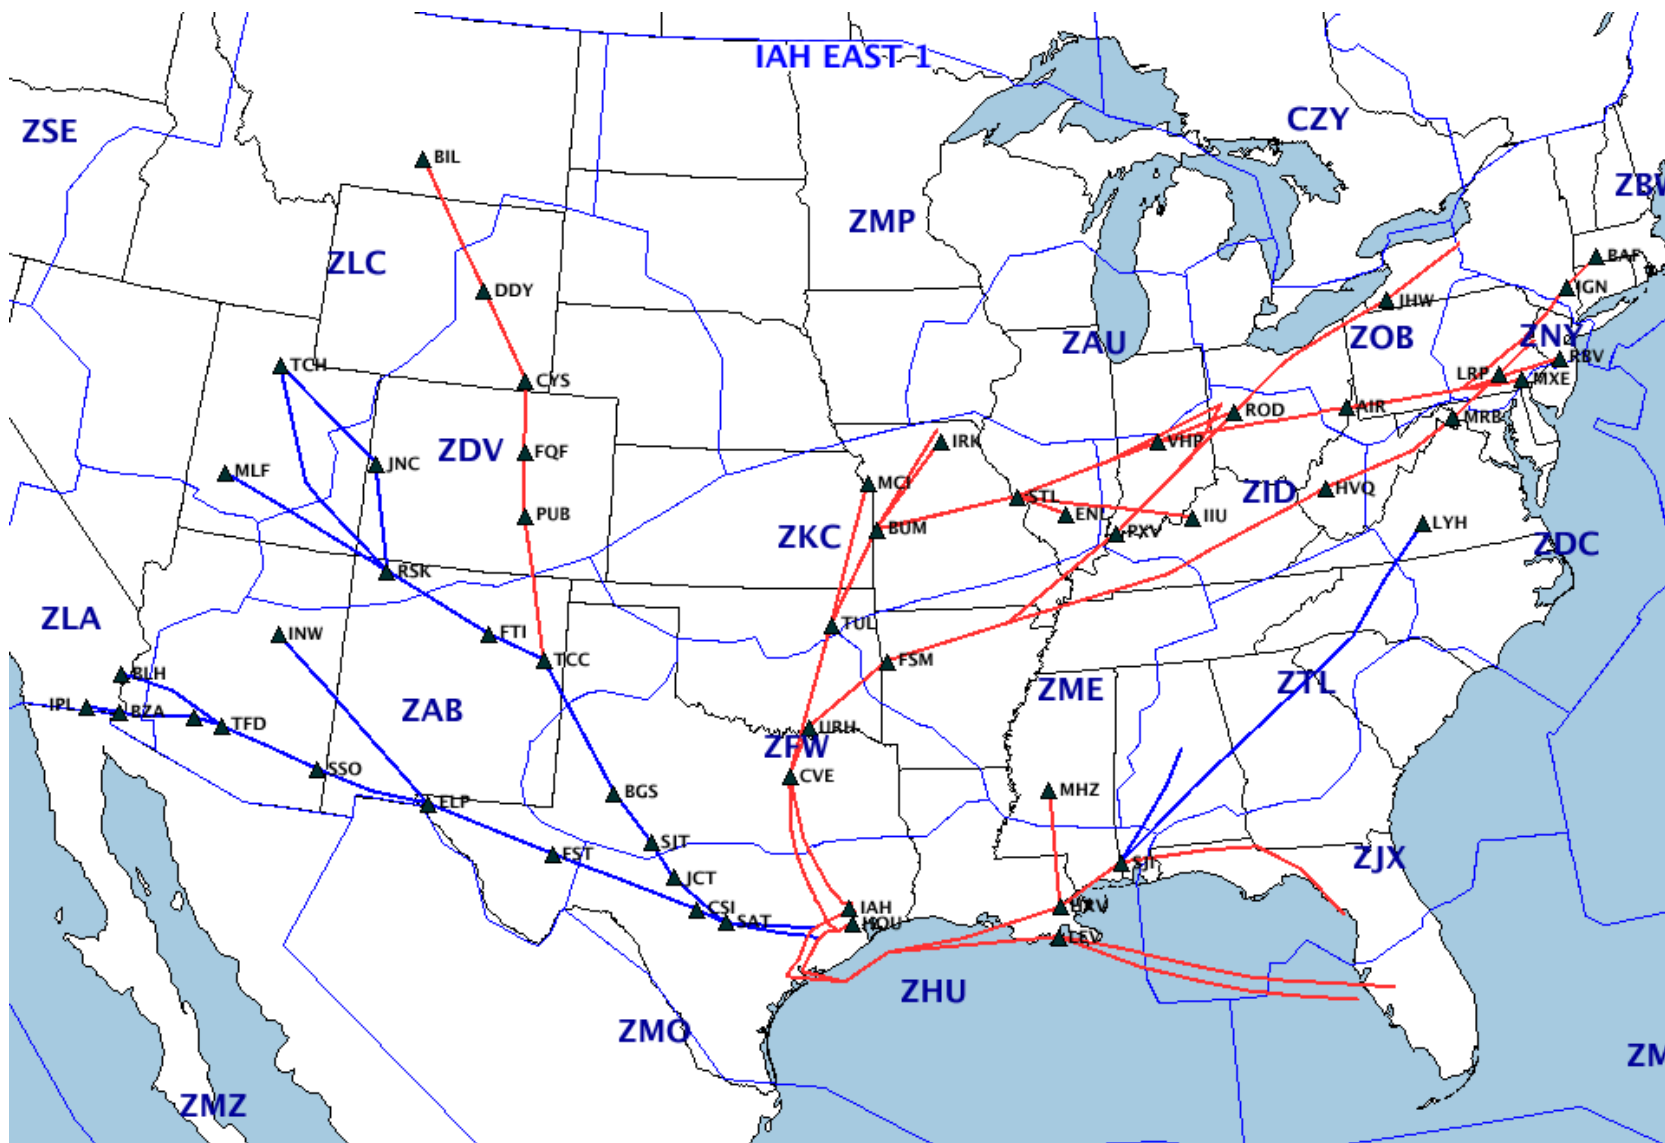 IAH EAST 1
ZSE
CZY
BIL
ZBW
ZMP
ZLC
BAF
DDY
IGN
JHW
ZAU
ZOB
ZNY
TCH
RBV
LRP
MXE
CYS
ROD
AIR
MRB
ZDV
FQF
IRK
VHP
JNC
MLF
MCI
STL
ZID
HVQ
PUB
ZKC
BUM
ENL
IIU
PXV
LYH
ZDC
RSK
ZLA
INW
FTI
TUL
TCC
FSM
BLH
ZME
ZTL
IPL
BZA
TFD
ZAB
URH
ZFW
SSO
CVE
ELP
BGS
MHZ
SJT
FST
SJI
ZJX
JCT
CSI
SAT
IAH
HOU
HRV
LEV
ZHU
ZMO
ZM
ZMZ